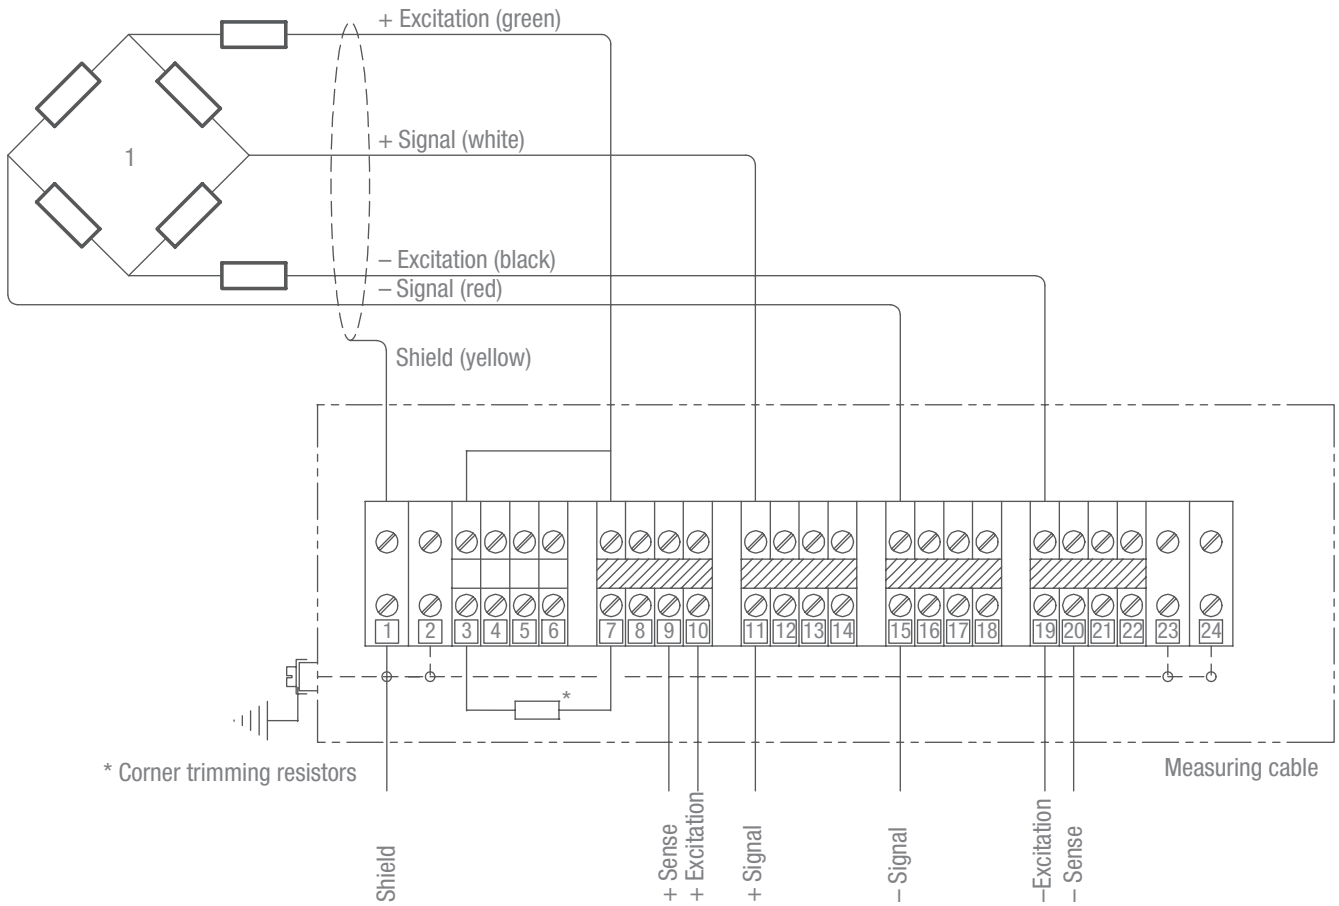 + Excitation (green)
+ Signal (white)
1
– Excitation (black)
– Signal (red)
Shield (yellow)
1 2 3 4 5 6 7 8 9 10 11 12 13 14 15 16 17 18 19 20 21 22 23 24
*
* Corner trimming resistors
Measuring cable
Shield
+ Sense
+ Excitation
+ Signal
– Signal
–Excitation
– Sense